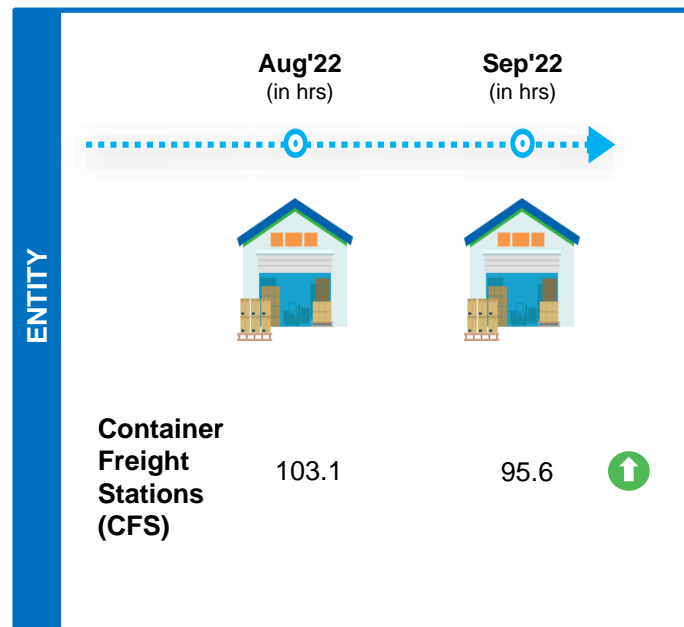 ENTITY
Aug'22
(in hrs)
Sep'22
(in hrs)
Container
Freight
Stations
(CFS)
103.1
95.6